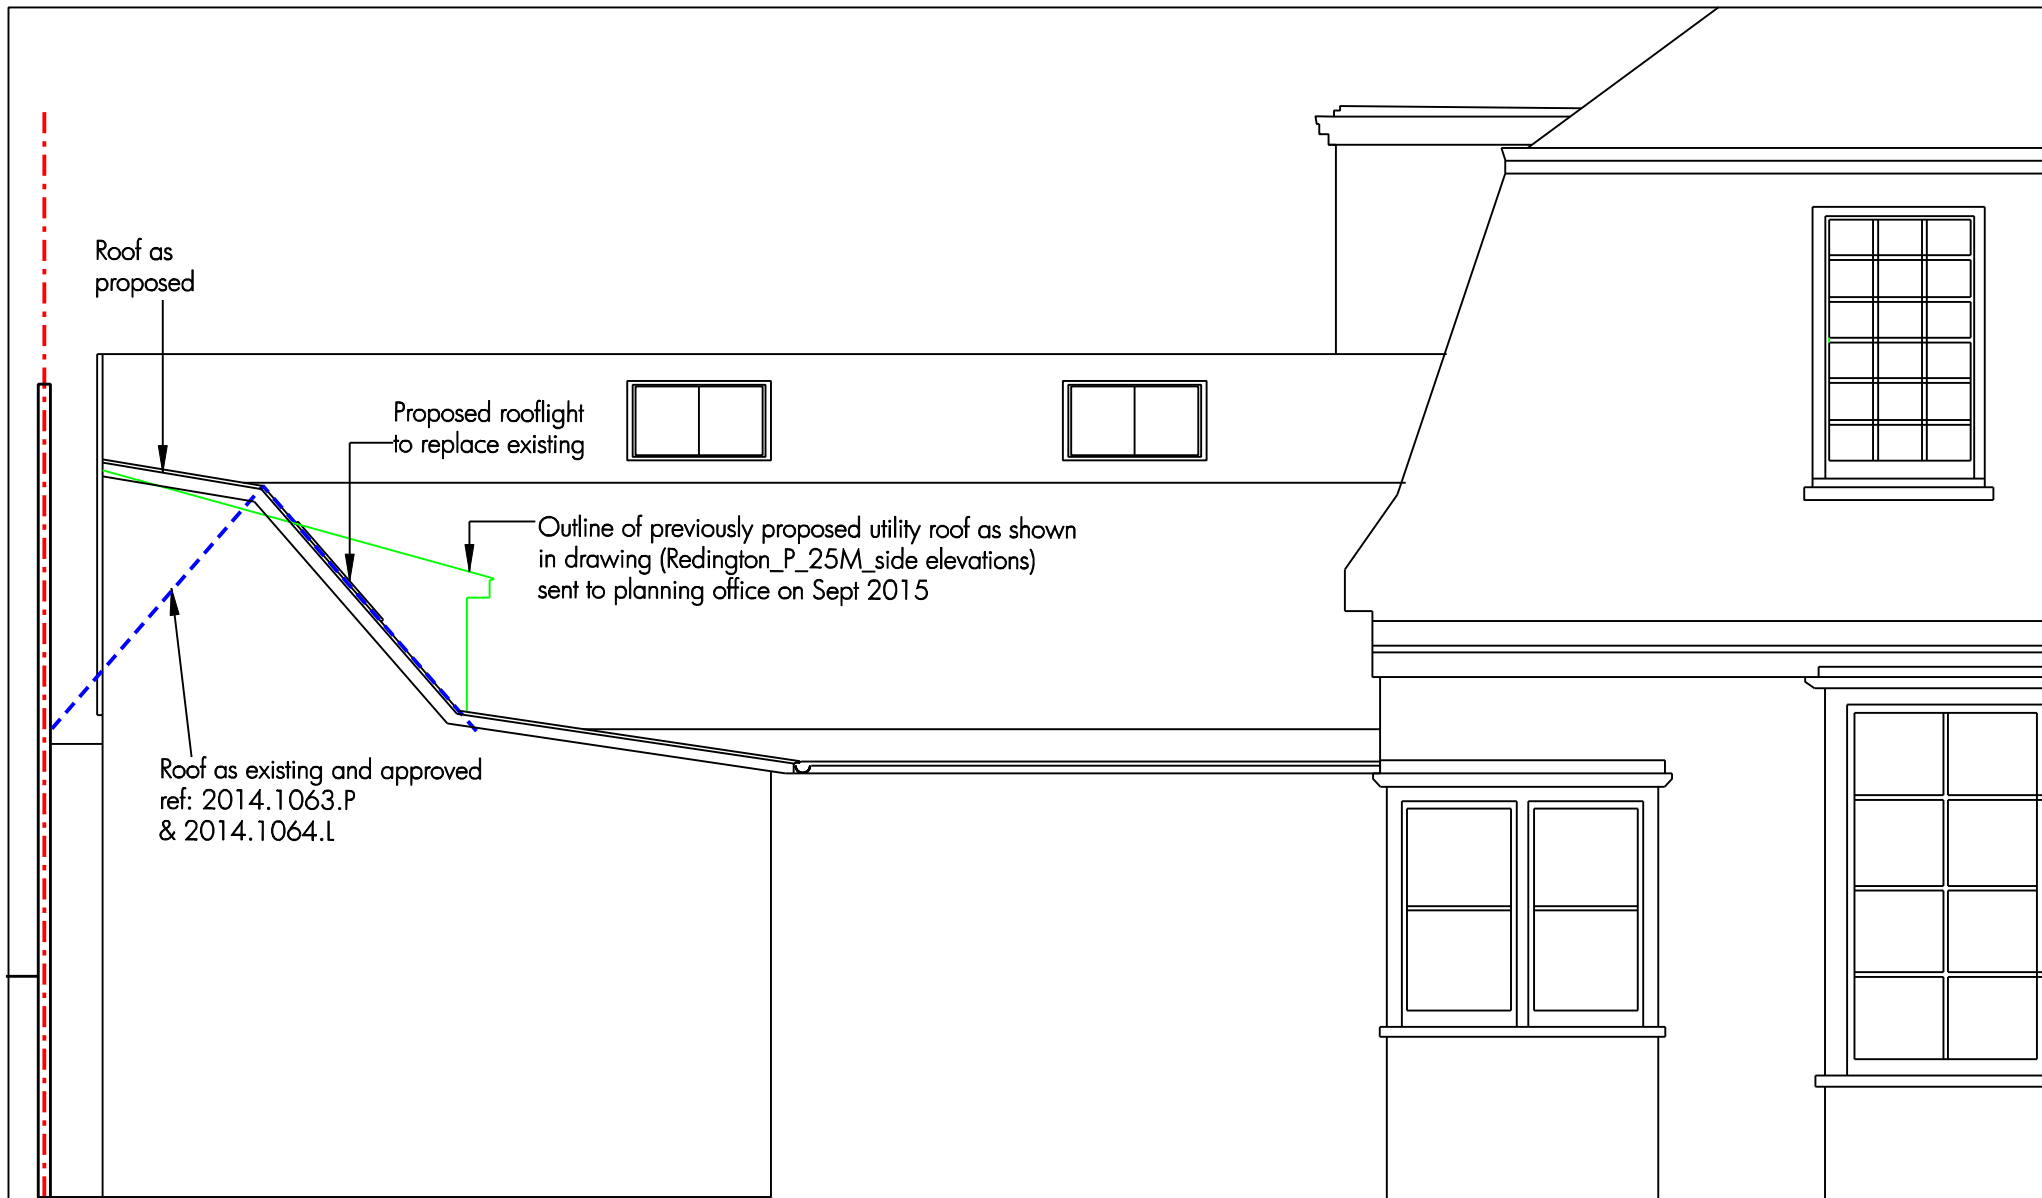 Roof as
proposed
Proposed rooflight
to replace existing
Outline of previously proposed utility roof as shown
in drawing (Redington_P_25M_side elevations)
sent to planning office on Sept 2015
Roof as existing and approved
ref: 2014.1063.P
& 2014.1064.L